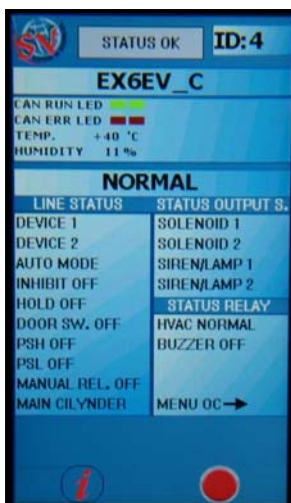 SV
STATUS OK
ID:4
EX6EV_C
CAN RUN LED
CAN ERR LED
TEMP. +40 °C
HUMIDITY 11%
NORMAL
LINE STATUS
DEVICE 1
DEVICE 2
AUTO MODE
INHIBIT OFF
HOLD OFF
DOOR SW. OFF
PSH OFF
PSL OFF
MANUAL REL. OFF
MAIN CILYNDER
STATUS OUTPUT S.
SOLENOID 1
SOLENOID 2
SIREN/LAMP 1
SIREN/LAMP 2
STATUS RELAY
HVAC NORMAL
BUZZER OFF
MENU OC→
i